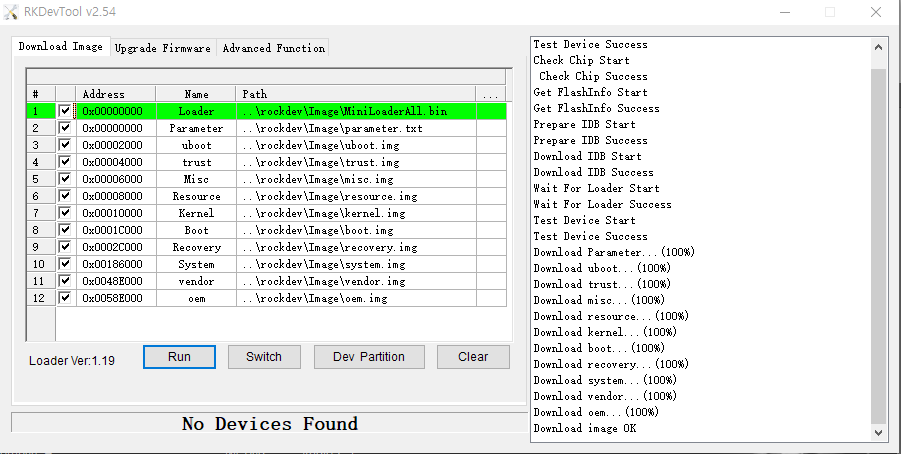 RKDevTool v2.54
Download Image Upgrade Firmware Advanced Function
# Address Name Path ...
1 0x00000000 Loader ..\rockdev\Image\MiniLoaderAll.bin
2 0x00000000 Parameter ..\rockdev\Image\parameter.txt
3 0x00002000 uboot ..\rockdev\Image\uboot.img
4 0x00004000 trust ..\rockdev\Image\trust.img
5 0x00006000 Misc ..\rockdev\Image\misc.img
6 0x00008000 Resource ..\rockdev\Image\resource.img
7 0x00010000 Kernel ..\rockdev\Image\kernel.img
8 0x0001C000 Boot ..\rockdev\Image\boot.img
9 0x0002C000 Recovery ..\rockdev\Image\recovery.img
10 0x00186000 System ..\rockdev\Image\system.img
11 0x0048E000 vendor ..\rockdev\Image\vendor.img
12 0x0058E000 oem ..\rockdev\Image\oem.img
Loader Ver:1.19 Run Switch Dev Partition Clear
No Devices Found
Test Device Success
Check Chip Start
Check Chip Success
Get FlashInfo Start
Get FlashInfo Success
Prepare IDB Start
Prepare IDB Success
Download IDB Start
Download IDB Success
Wait For Loader Start
Wait For Loader Success
Test Device Start
Test Device Success
Download Parameter...(100%)
Download uboot...(100%)
Download trust...(100%)
Download misc...(100%)
Download resource...(100%)
Download kernel...(100%)
Download boot...(100%)
Download recovery...(100%)
Download system...(100%)
Download vendor...(100%)
Download oem...(100%)
Download image OK